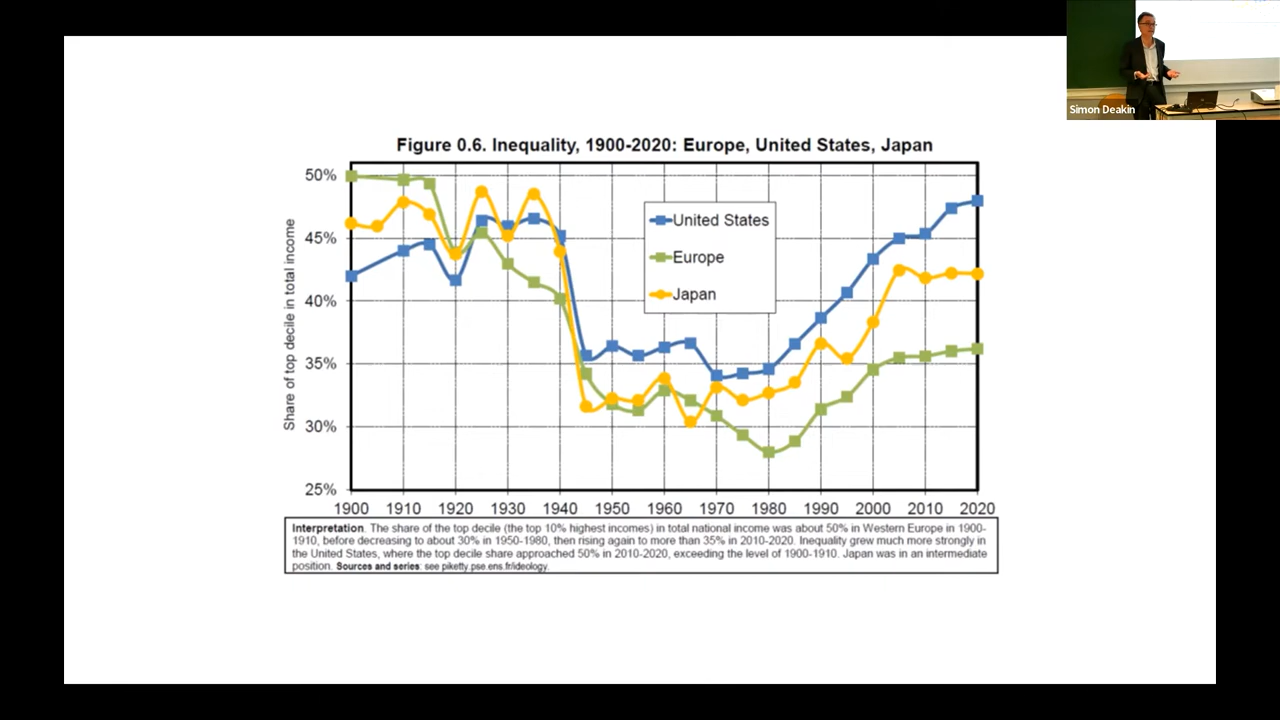 Simon Deakin
Figure 0.6. Inequality, 1900-2020: Europe, United States, Japan
Share of top decile in total income
50%
45%
40%
35%
30%
25%
United States
Europe
Japan
1900 1910 1920 1930 1940 1950 1960 1970 1980 1990 2000 2010 2020
Interpretation. The share of the top decile (the top 10% highest incomes) in total national income was about 50% in Western Europe in 1900-
1910, before decreasing to about 30% in 1950-1980, then rising again to more than 35% in 2010-2020. Inequality grew much more strongly in
the United States, where the top decile share approached 50% in 2010-2020, exceeding the level of 1900-1910. Japan was in an intermediate
position. Sources and series: see piketty.pse.ens.fr/ideology.